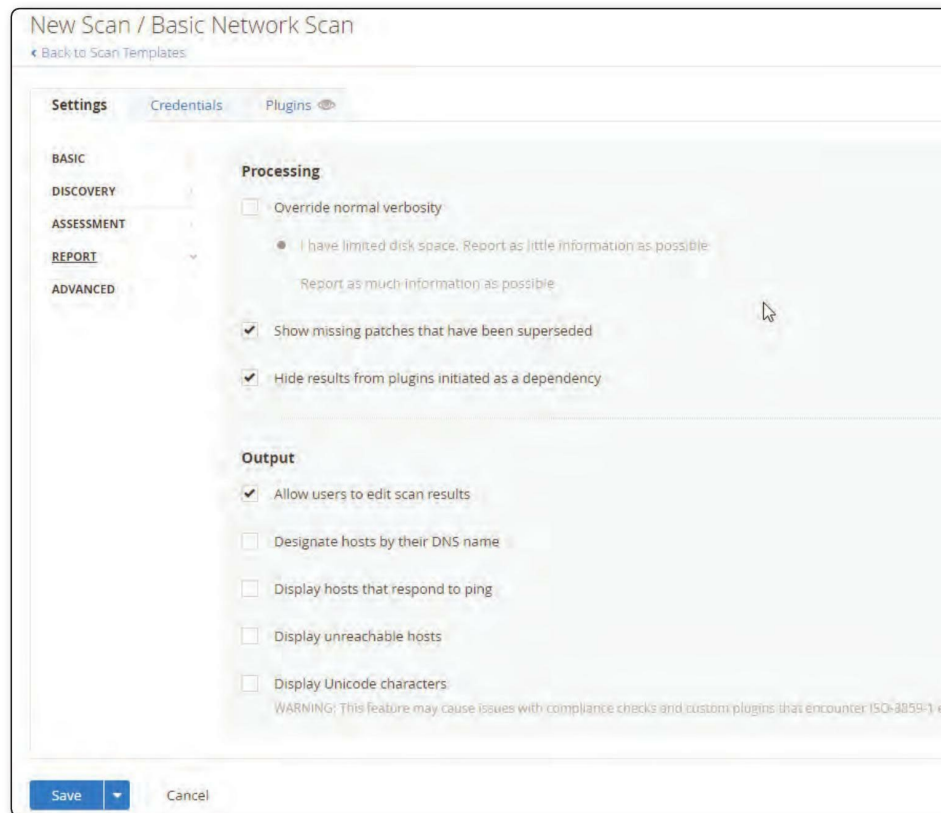 New Scan / Basic Network Scan
Back to Scan Templates
Settings Credentials Plugins
BASIC
DISCOVERY
ASSESSMENT
REPORT
ADVANCED
Processing
Override normal verbosity
I have limited disk space. Report as little information as possible
Report as much information as possible
Show missing patches that have been superseded
Hide results from plugins initiated as a dependency
Output
Allow users to edit scan results
Designate hosts by their DNS name
Display hosts that respond to ping
Display unreachable hosts
Display Unicode characters
WARNING: This feature may cause issues with compliance checks and custom plugins that encounter
Save Cancel